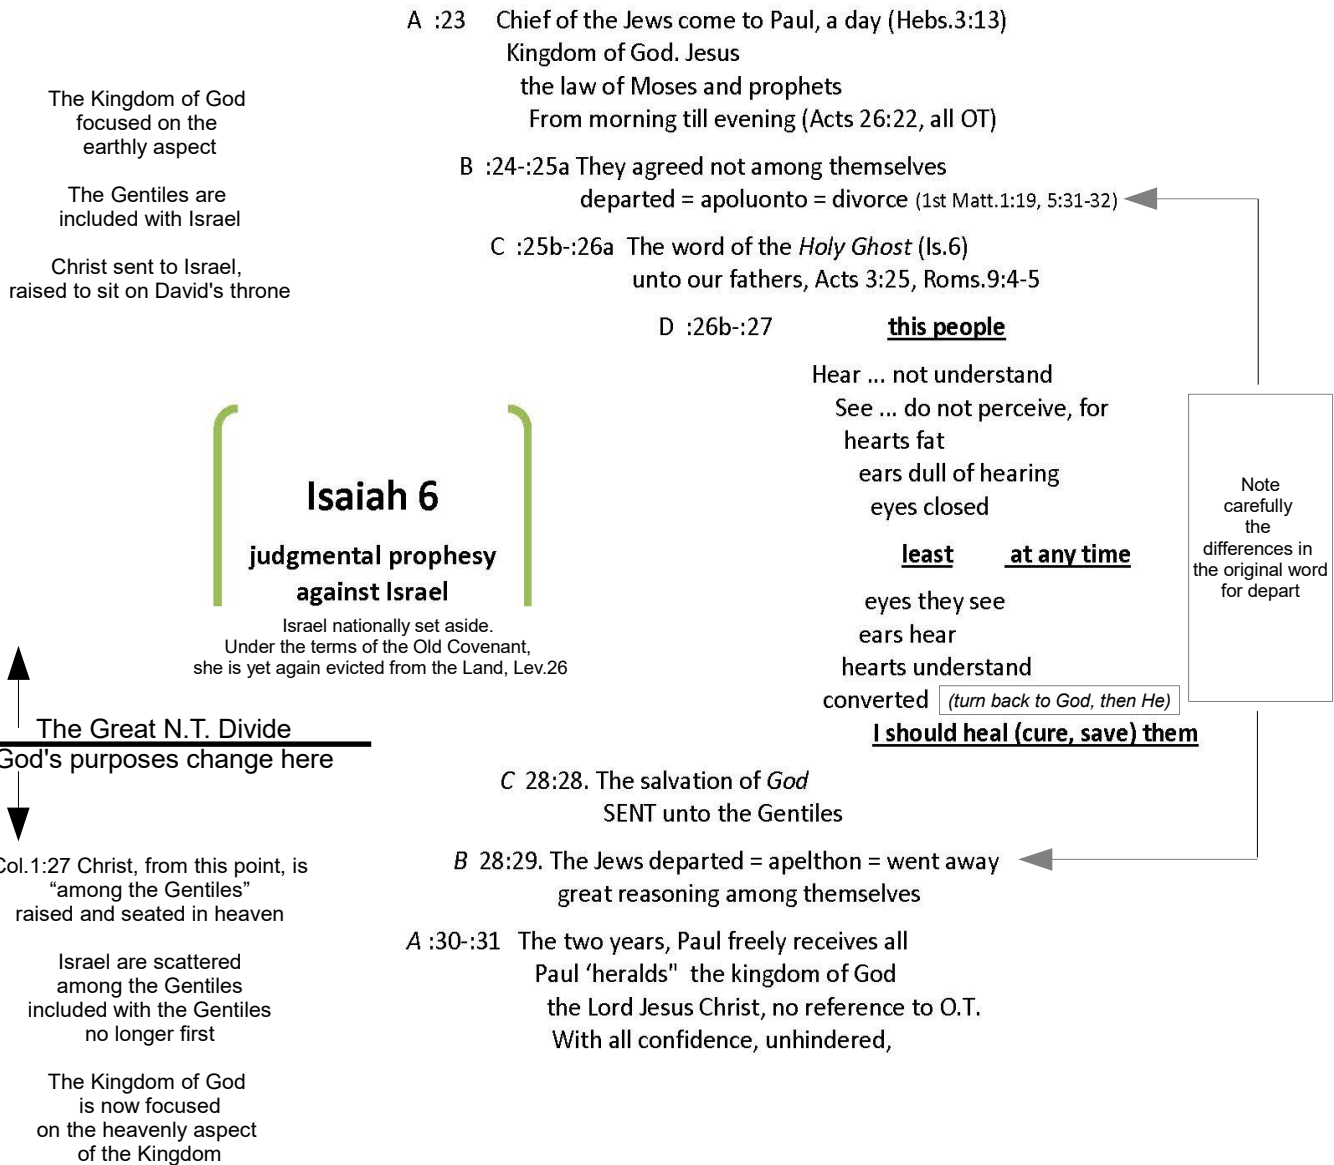 A :23 Chief of the Jews come to Paul, a day (Hebs.3:13)
Kingdom of God. Jesus
the law of Moses and prophets
From morning till evening (Acts 26:22, all OT)
The Kingdom of God
focused on the
earthly aspect
The Gentiles are
included with Israel
Christ sent to Israel,
raised to sit on David's throne
B :24-:25a They agreed not among themselves
departed = apoluonto = divorce (1st Matt.1:19, 5:31-32)
C :25b-:26a The word of the Holy Ghost (Is.6)
unto our fathers, Acts 3:25, Roms.9:4-5
D :26b-:27 this people
Hear ... not understand
See ... do not perceive, for
hearts fat
ears dull of hearing
eyes closed
least at any time
eyes they see
ears hear
hearts understand
converted (turn back to God, then He)
I should heal (cure, save) them
Note
carefully
the
differences in
the original word
for depart
Isaiah 6
judgmental prophesy
against Israel
Israel nationally set aside.
Under the terms of the Old Covenant,
she is yet again evicted from the Land, Lev.26
The Great N.T. Divide
God's purposes change here
C 28:28. The salvation of God
SENT unto the Gentiles
B 28:29. The Jews departed = apelthon = went away
great reasoning among themselves
A :30-:31 The two years, Paul freely receives all
Paul ‘heralds" the kingdom of God
the Lord Jesus Christ, no reference to O.T.
With all confidence, unhindered,
Col.1:27 Christ, from this point, is
“among the Gentiles”
raised and seated in heaven
Israel are scattered
among the Gentiles
included with the Gentiles
no longer first
The Kingdom of God
is now focused
on the heavenly aspect
of the Kingdom